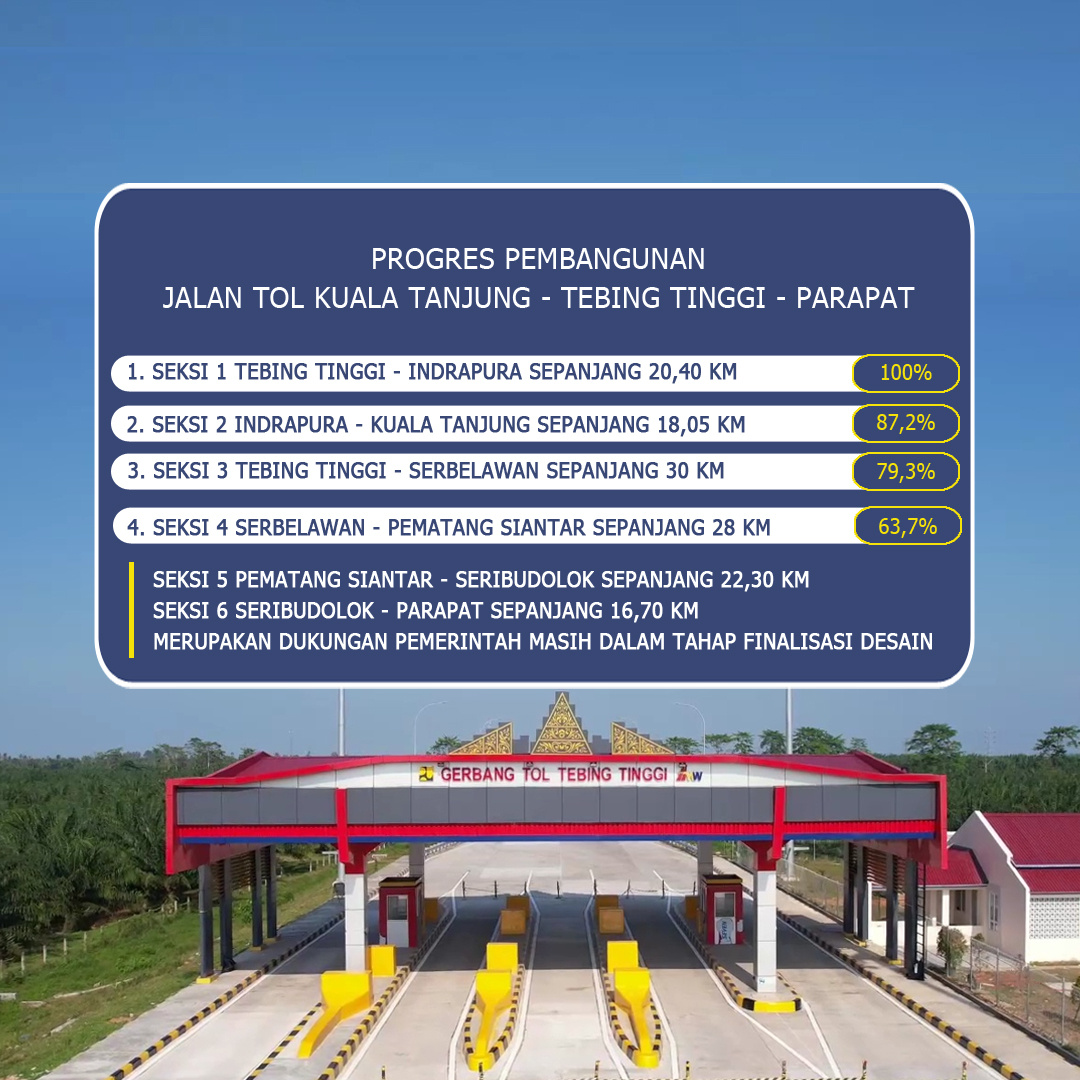 PROGRES PEMBANGUNAN
JALAN TOL KUALA TANJUNG - TEBING TINGGI - PARAPAT
1. SEKSI 1 TEBING TINGGI - INDRAPURA SEPANJANG 20,40 KM 100%
2. SEKSI 2 INDRAPURA - KUALA TANJUNG SEPANJANG 18,05 KM 87,2%
3. SEKSI 3 TEBING TINGGI - SERBELAWAN SEPANJANG 30 KM 79,3%
4. SEKSI 4 SERBELAWAN - PEMATANG SIANTAR SEPANJANG 28 KM 63,7%
SEKSI 5 PEMATANG SIANTAR - SERIBUDOLOK SEPANJANG 22,30 KM
SEKSI 6 SERIBUDOLOK - PARAPAT SEPANJANG 16,70 KM
MERUPAKAN DUKUNGAN PEMERINTAH MASIH DALAM TAHAP FINALISASI DESAIN
GERBANG TOL TEBING TINGGI